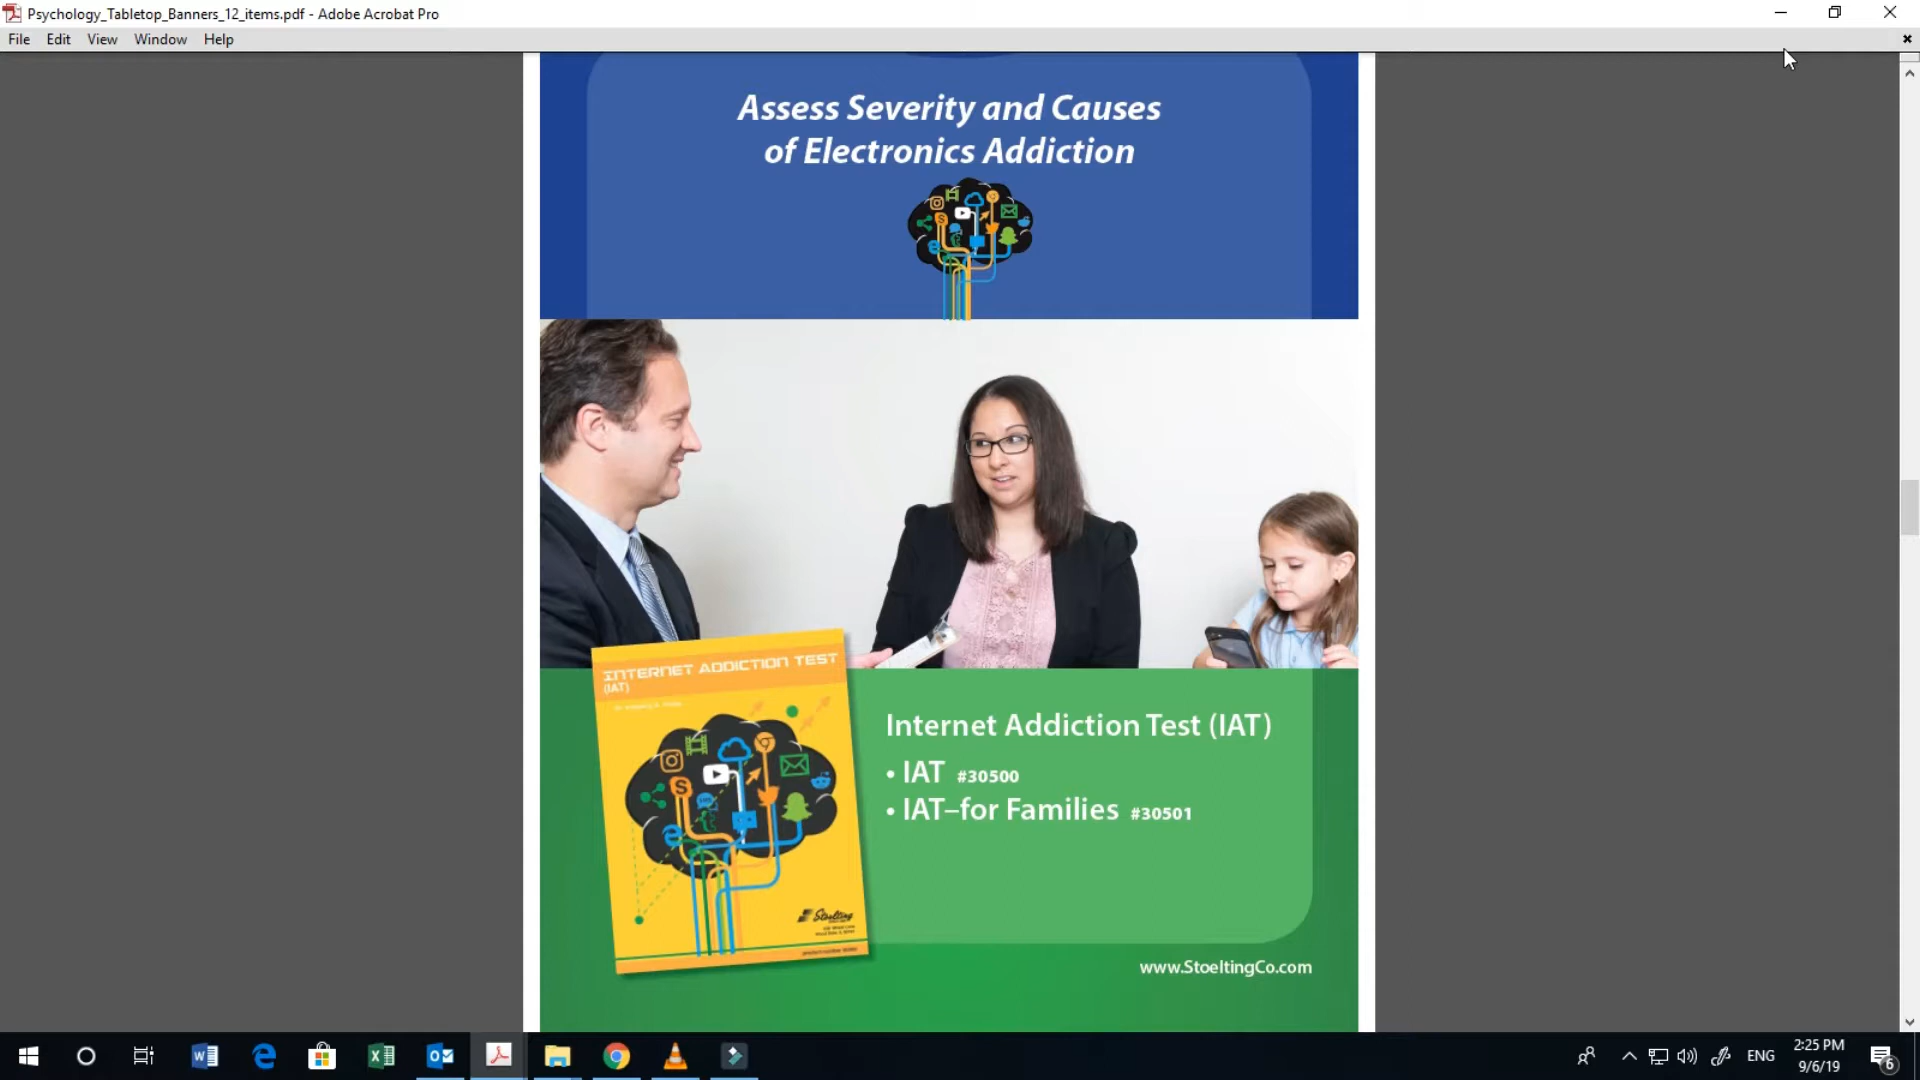 Psychology_Tabletop_Banners_12_items.pdf - Adobe Acrobat Pro
File Edit View Window Help
Assess Severity and Causes
of Electronics Addiction
INTERNET ADDICTION TEST
(IAT)
Stoelting
Internet Addiction Test (IAT)
• IAT #30500
• IAT–for Families #30501
www.StoeltingCo.com
ENG
2:25 PM
9/6/19
6